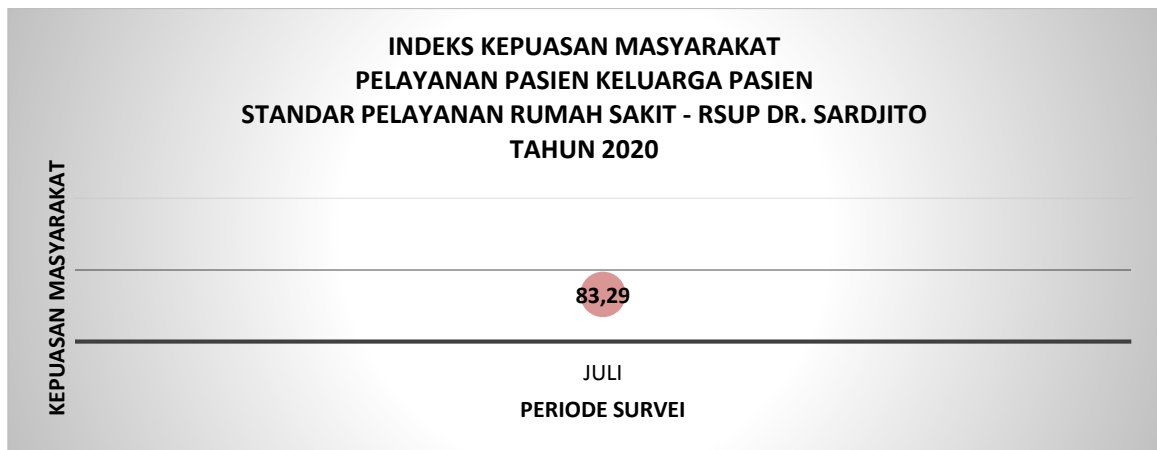 INDEKS KEPUASAN MASYARAKAT
PELAYANAN PASIEN KELUARGA PASIEN
STANDAR PELAYANAN RUMAH SAKIT - RSUP DR. SARDJITO
TAHUN 2020
KEPUASAN MASYARAKAT
83,29
JULI
PERIODE SURVEI